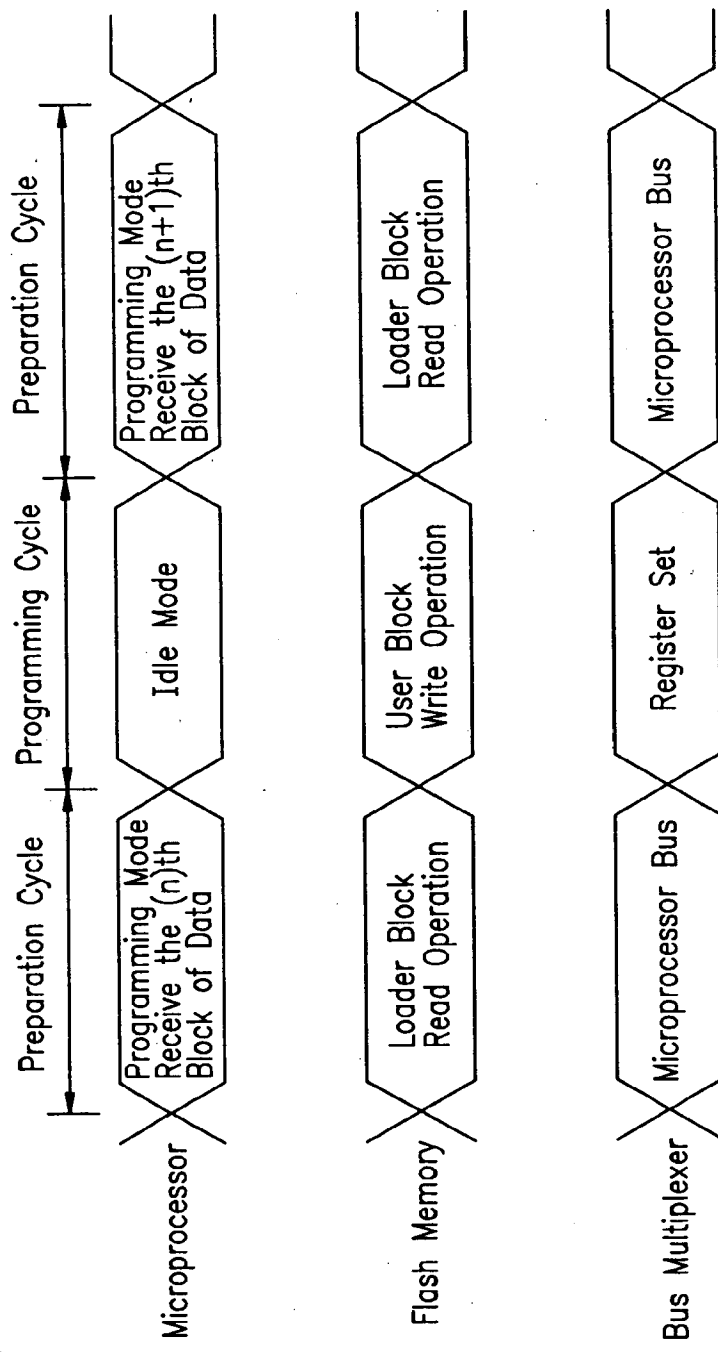 Preparation Cycle
Programming Cycle
Preparation Cycle
Microprocessor
Programming Mode
Receive the (n)th
Block of Data
Idle Mode
Programming Mode
Receive the (n+1)th
Block of Data
Flash Memory
Loader Block
Read Operation
User Block
Write Operation
Loader Block
Read Operation
Bus Multiplexer
Microprocessor Bus
Register Set
Microprocessor Bus